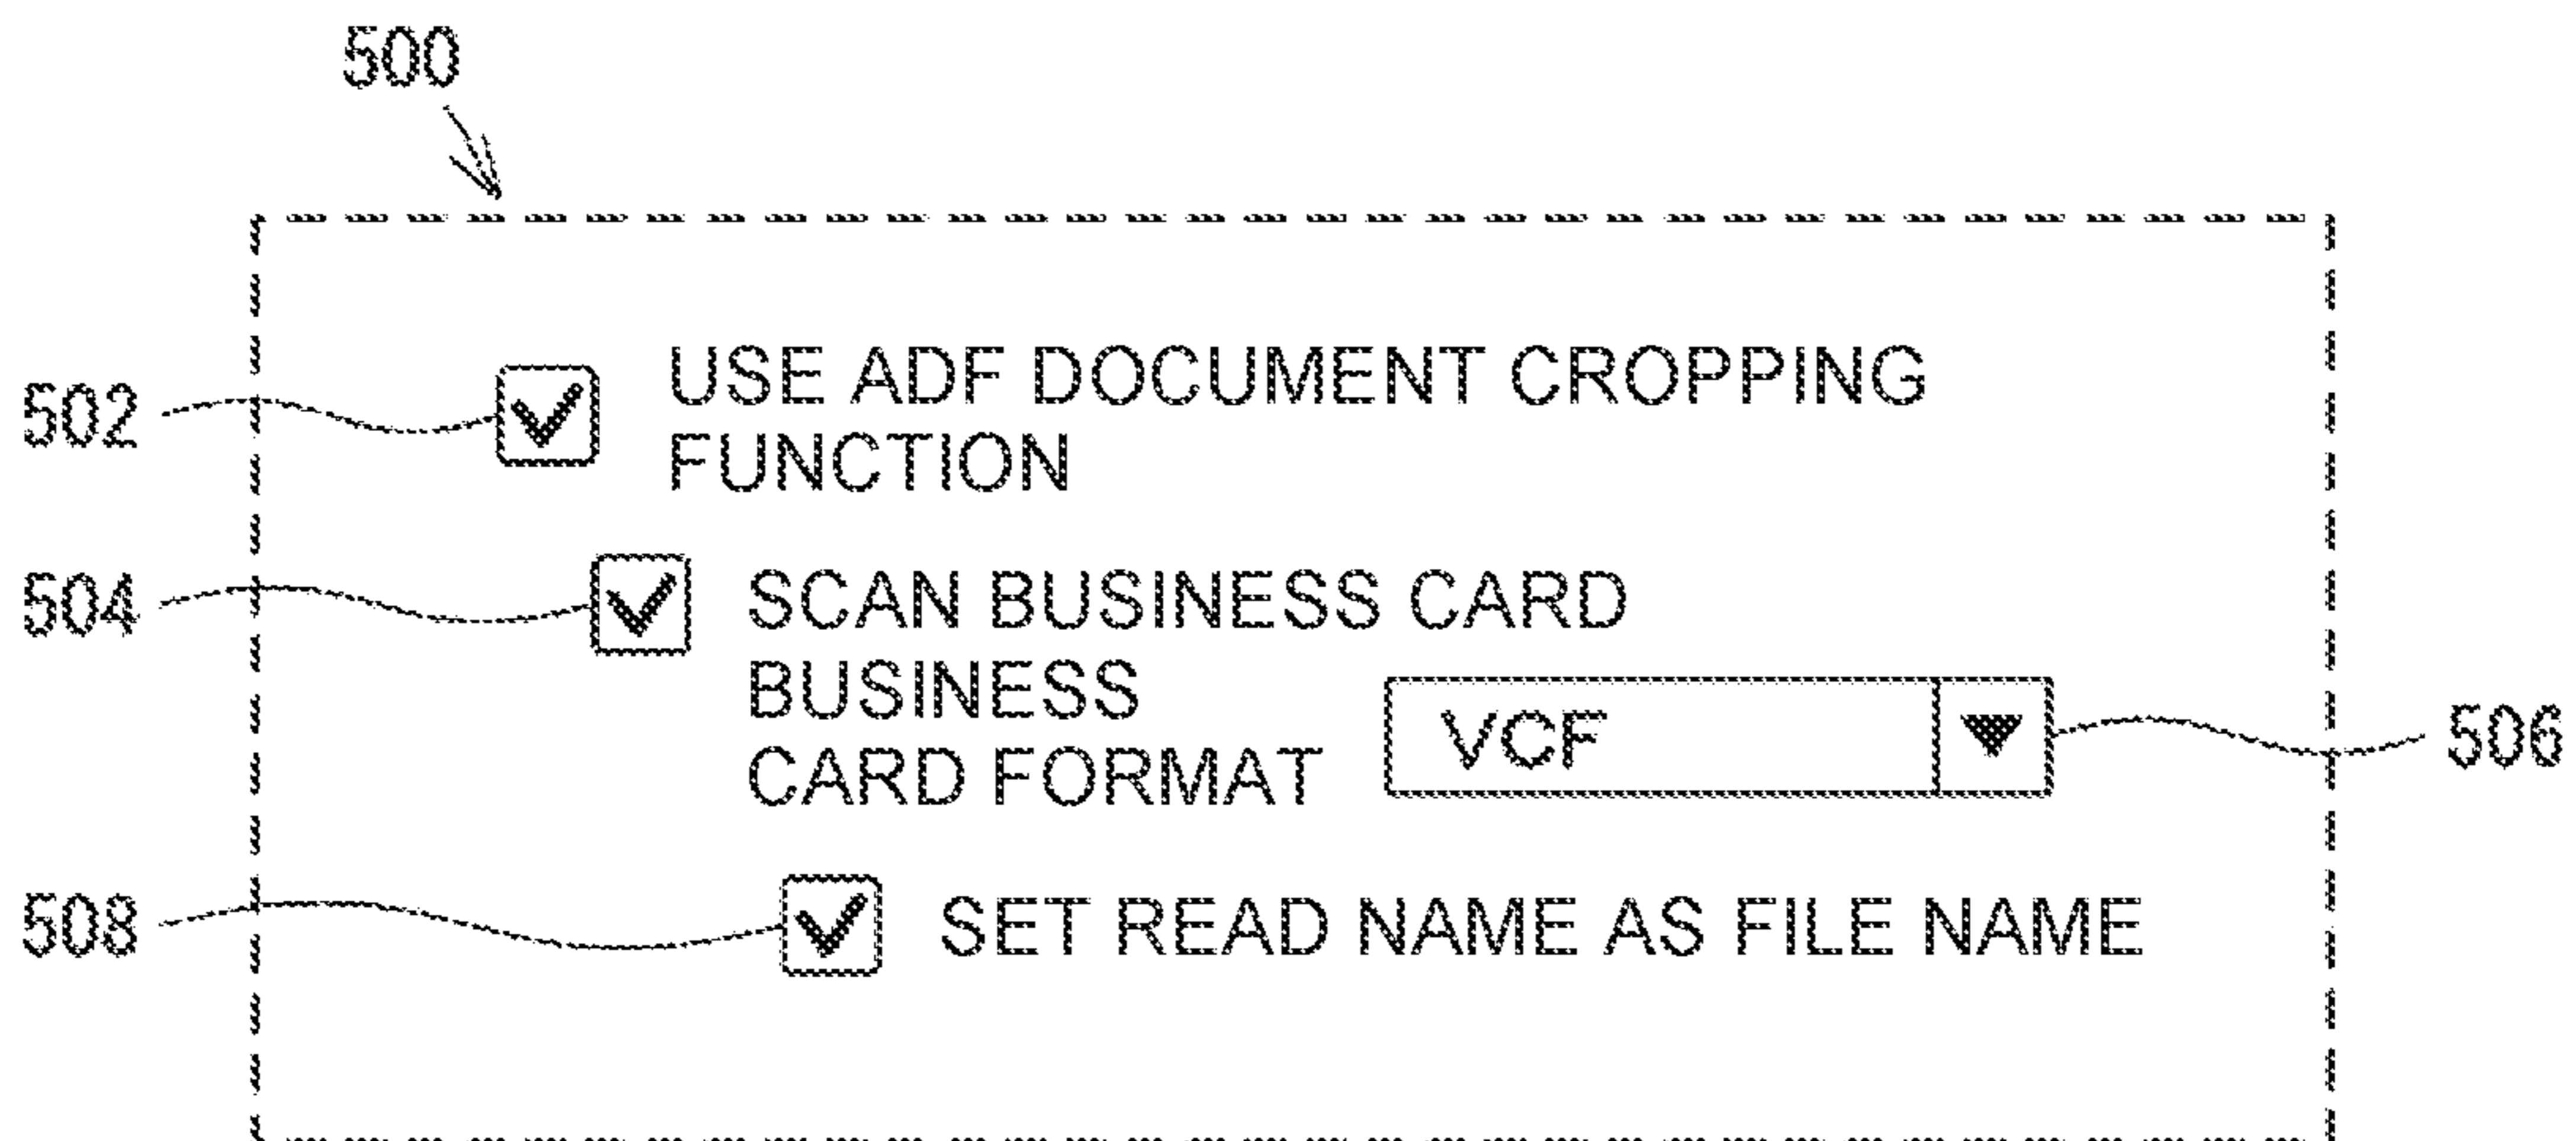 500
502
USE ADF DOCUMENT CROPPING
FUNCTION
504
SCAN BUSINESS CARD
BUSINESS
CARD FORMAT
VCF
506
508
SET READ NAME AS FILE NAME